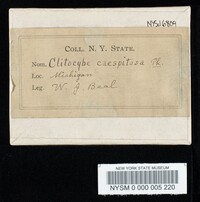 NYSf6809
COLL. N. Y. STATE.
Nom. Clitocybe caespitosa Pk.
Loc. Michigan
Leg. W. J. Beal
NEW YORK STATE MUSEUM
NYSM 0 000 005 220